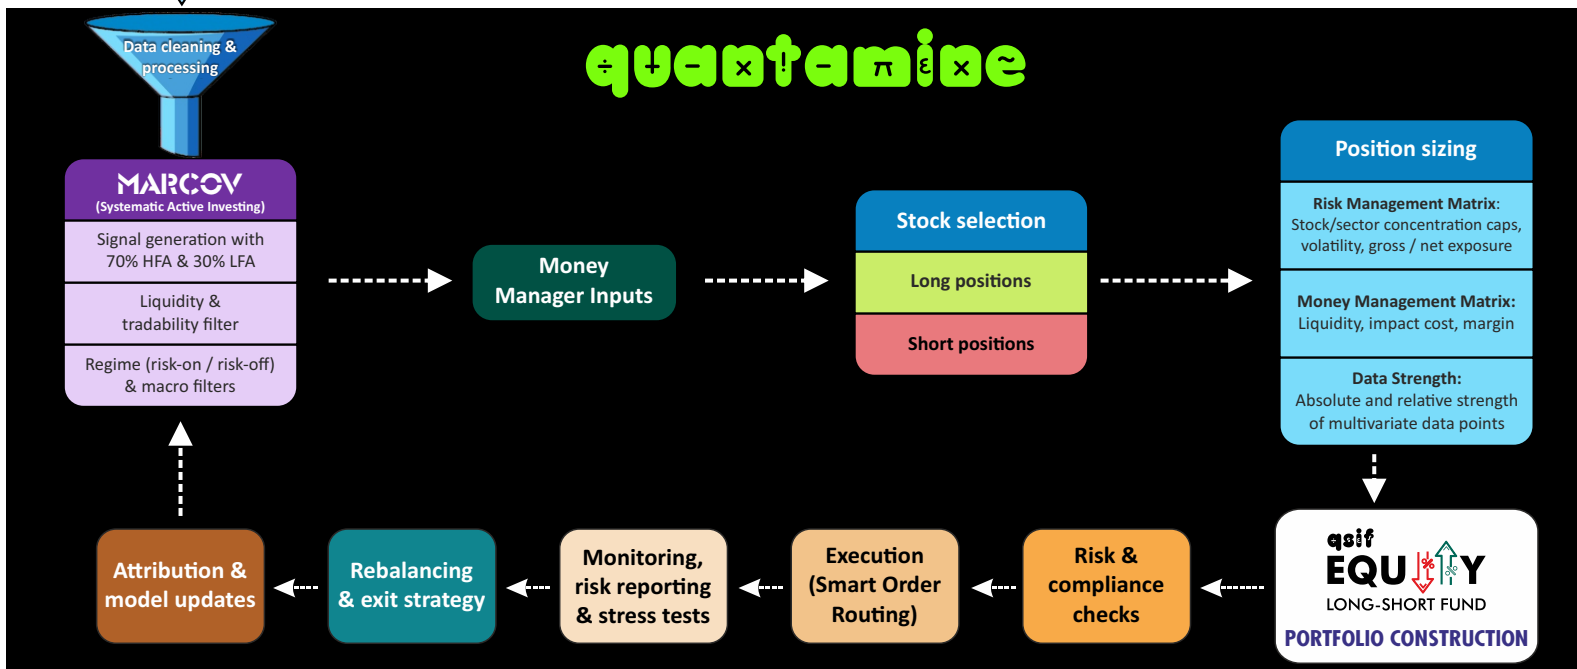 Data cleaning &
processing
quantamine
MARCOV
(Systematic Active Investing)
Signal generation with
70% HFA & 30% LFA
Liquidity &
tradability filter
Regime (risk-on / risk-off)
& macro filters
Money
Manager Inputs
Stock selection
Long positions
Short positions
Position sizing
Risk Management Matrix:
Stock/sector concentration caps,
volatility, gross / net exposure
Money Management Matrix:
Liquidity, impact cost, margin
Data Strength:
Absolute and relative strength
of multivariate data points
qsif
EQUITY
LONG-SHORT FUND
PORTFOLIO CONSTRUCTION
Risk &
compliance
checks
Execution
(Smart Order
Routing)
Monitoring,
risk reporting
& stress tests
Rebalancing
& exit strategy
Attribution &
model updates